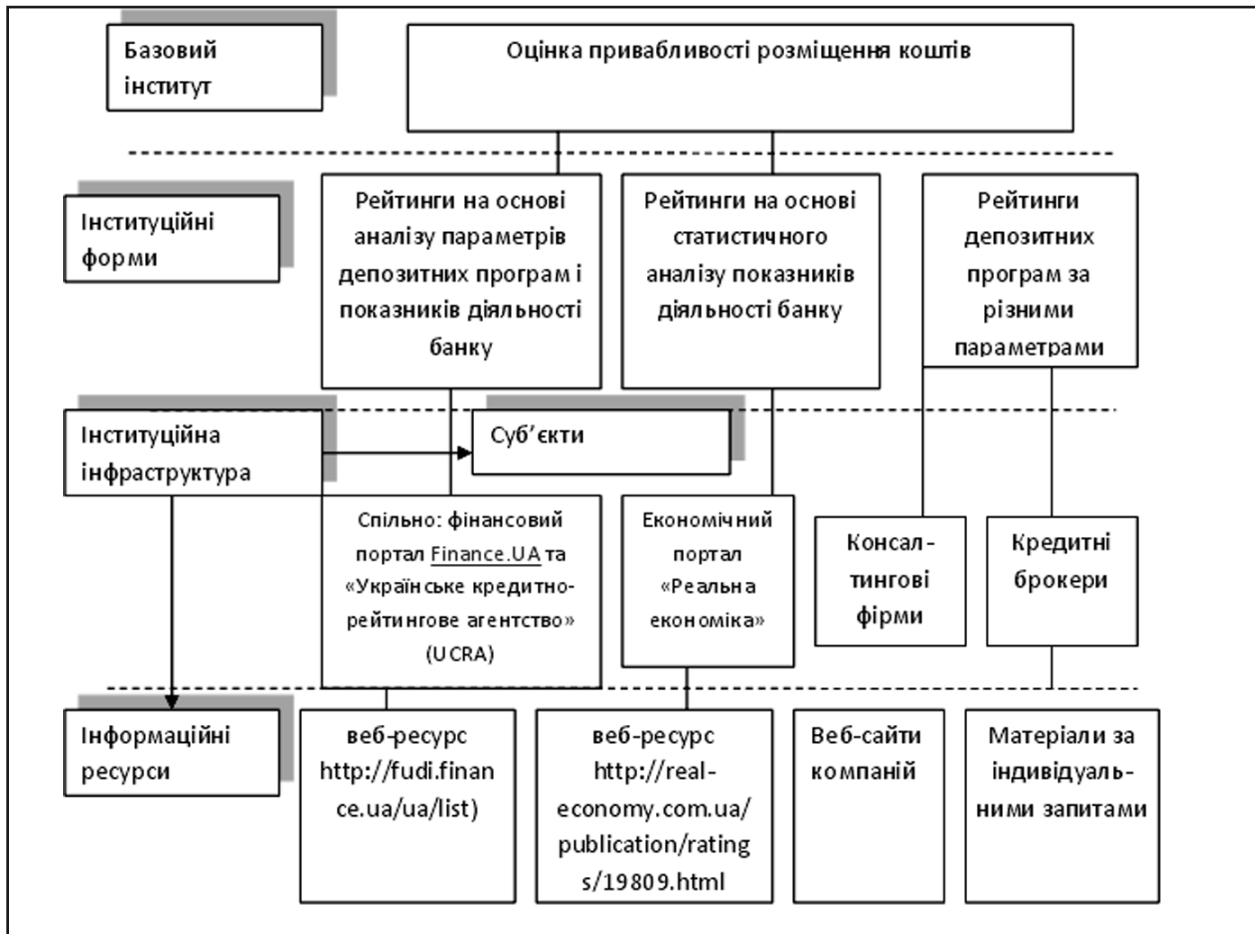 Базовий
інститут
Оцінка привабливості розміщення коштів
Інституційні
форми
Рейтинги на основі
аналізу параметрів
депозитних програм і
показників діяльності
банку
Рейтинги на основі
статистичного
аналізу показників
діяльності банку
Рейтинги
депозитних
програм за
різними
параметрами
Інституційна
інфраструктура
Суб’єкти
Спільно: фінансовий
портал Finance.UA та
«Українське кредитно-
рейтингове агентство»
(UCRA)
Економічний
портал
«Реальна
економіка»
Консал-
тингові
фірми
Кредитні
брокери
Інформаційні
ресурси
веб-ресурс
http://fudi.finan
ce.ua/ua/list)
веб-ресурс
http://real-
economy.com.ua/
publication/rating
s/19809.html
Веб-сайти
компаній
Матеріали за
індивідуаль-
ними запитами